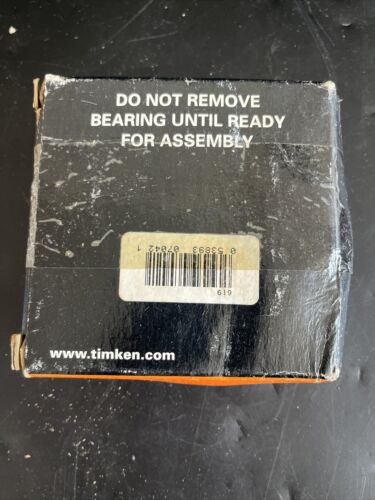 DO NOT REMOVE
BEARING UNTIL READY
FOR ASSEMBLY
0 53893 07042 1
619
www.timken.com